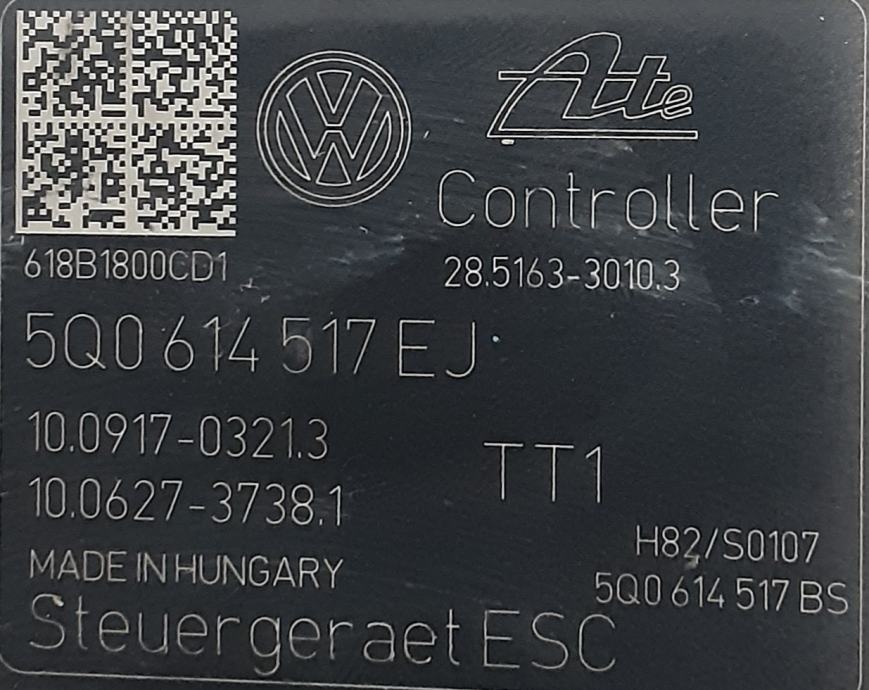 Ate
Controller
618B1800CD1
28.5163-3010.3
5Q0 614 517 EJ
10.0917-0321.3
TT1
10.0627-3738.1
H82/S0107
MADE IN HUNGARY
5Q0 614 517 BS
Steuergeraet ESC